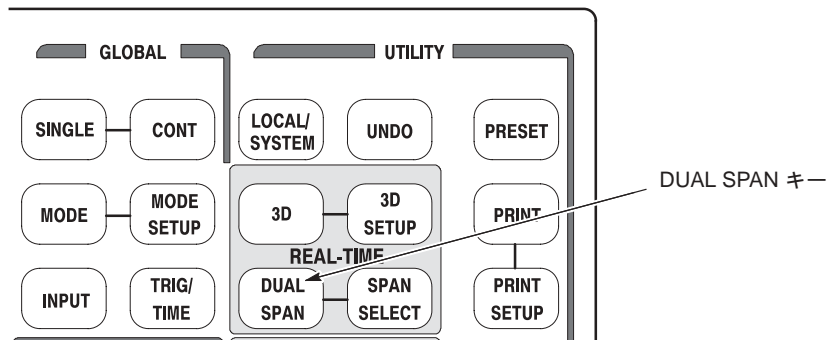 GLOBAL
UTILITY
SINGLE
CONT
LOCAL/
SYSTEM
UNDO
PRESET
DUAL SPAN キー
MODE
MODE
SETUP
3D
3D
SETUP
PRINT
REAL-TIME
INPUT
TRIG/
TIME
DUAL
SPAN
SPAN
SELECT
PRINT
SETUP